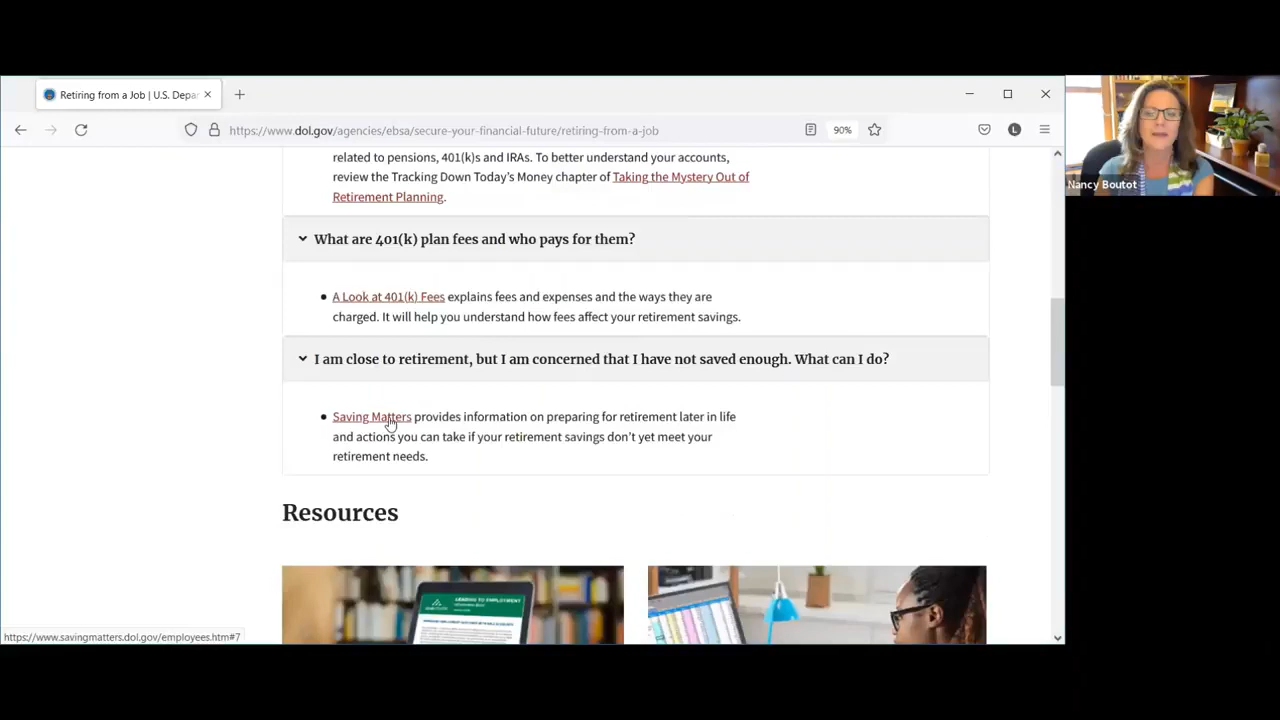 Retiring from a Job | U.S. Depar
https://www.dol.gov/agencies/ebsa/secure-your-financial-future/retiring-from-a-job
90%
L
Nancy Boutot
related to pensions, 401(k)s and IRAs. To better understand your accounts,
review the Tracking Down Today's Money chapter of Taking the Mystery Out of
Retirement Planning.
What are 401(k) plan fees and who pays for them?
A Look at 401(k) Fees explains fees and expenses and the ways they are
charged. It will help you understand how fees affect your retirement savings.
I am close to retirement, but I am concerned that I have not saved enough. What can I do?
Saving Matters provides information on preparing for retirement later in life
and actions you can take if your retirement savings don't yet meet your
retirement needs.
Resources
LEADING TO EMPLOYMENT
https://www.savingmatters.dol.gov/employees.htm#7